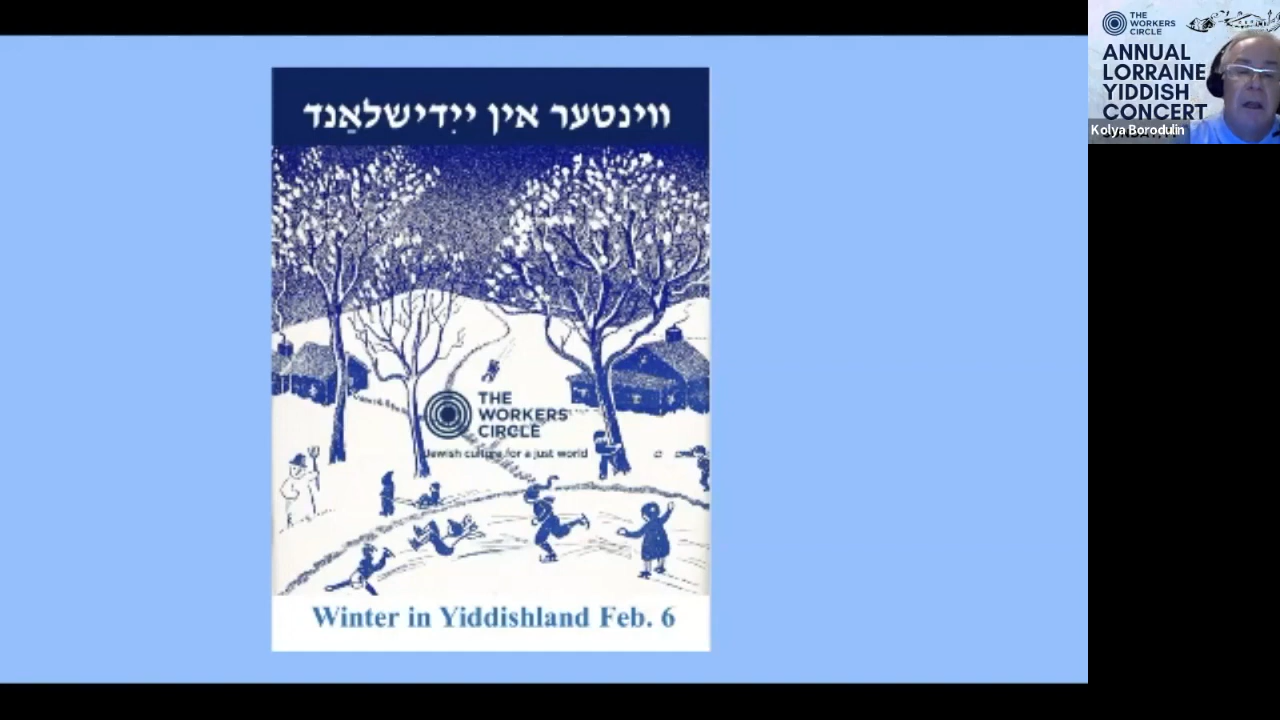 ווינטער אין ייִדישלאַנד
THE
WORKERS
CIRCLE
Jewish culture for a just world
Winter in Yiddishland Feb. 6
THE
WORKERS
CIRCLE
ANNUAL
LORRAINE
YIDDISH
CONCERT
Kolya Borodulin